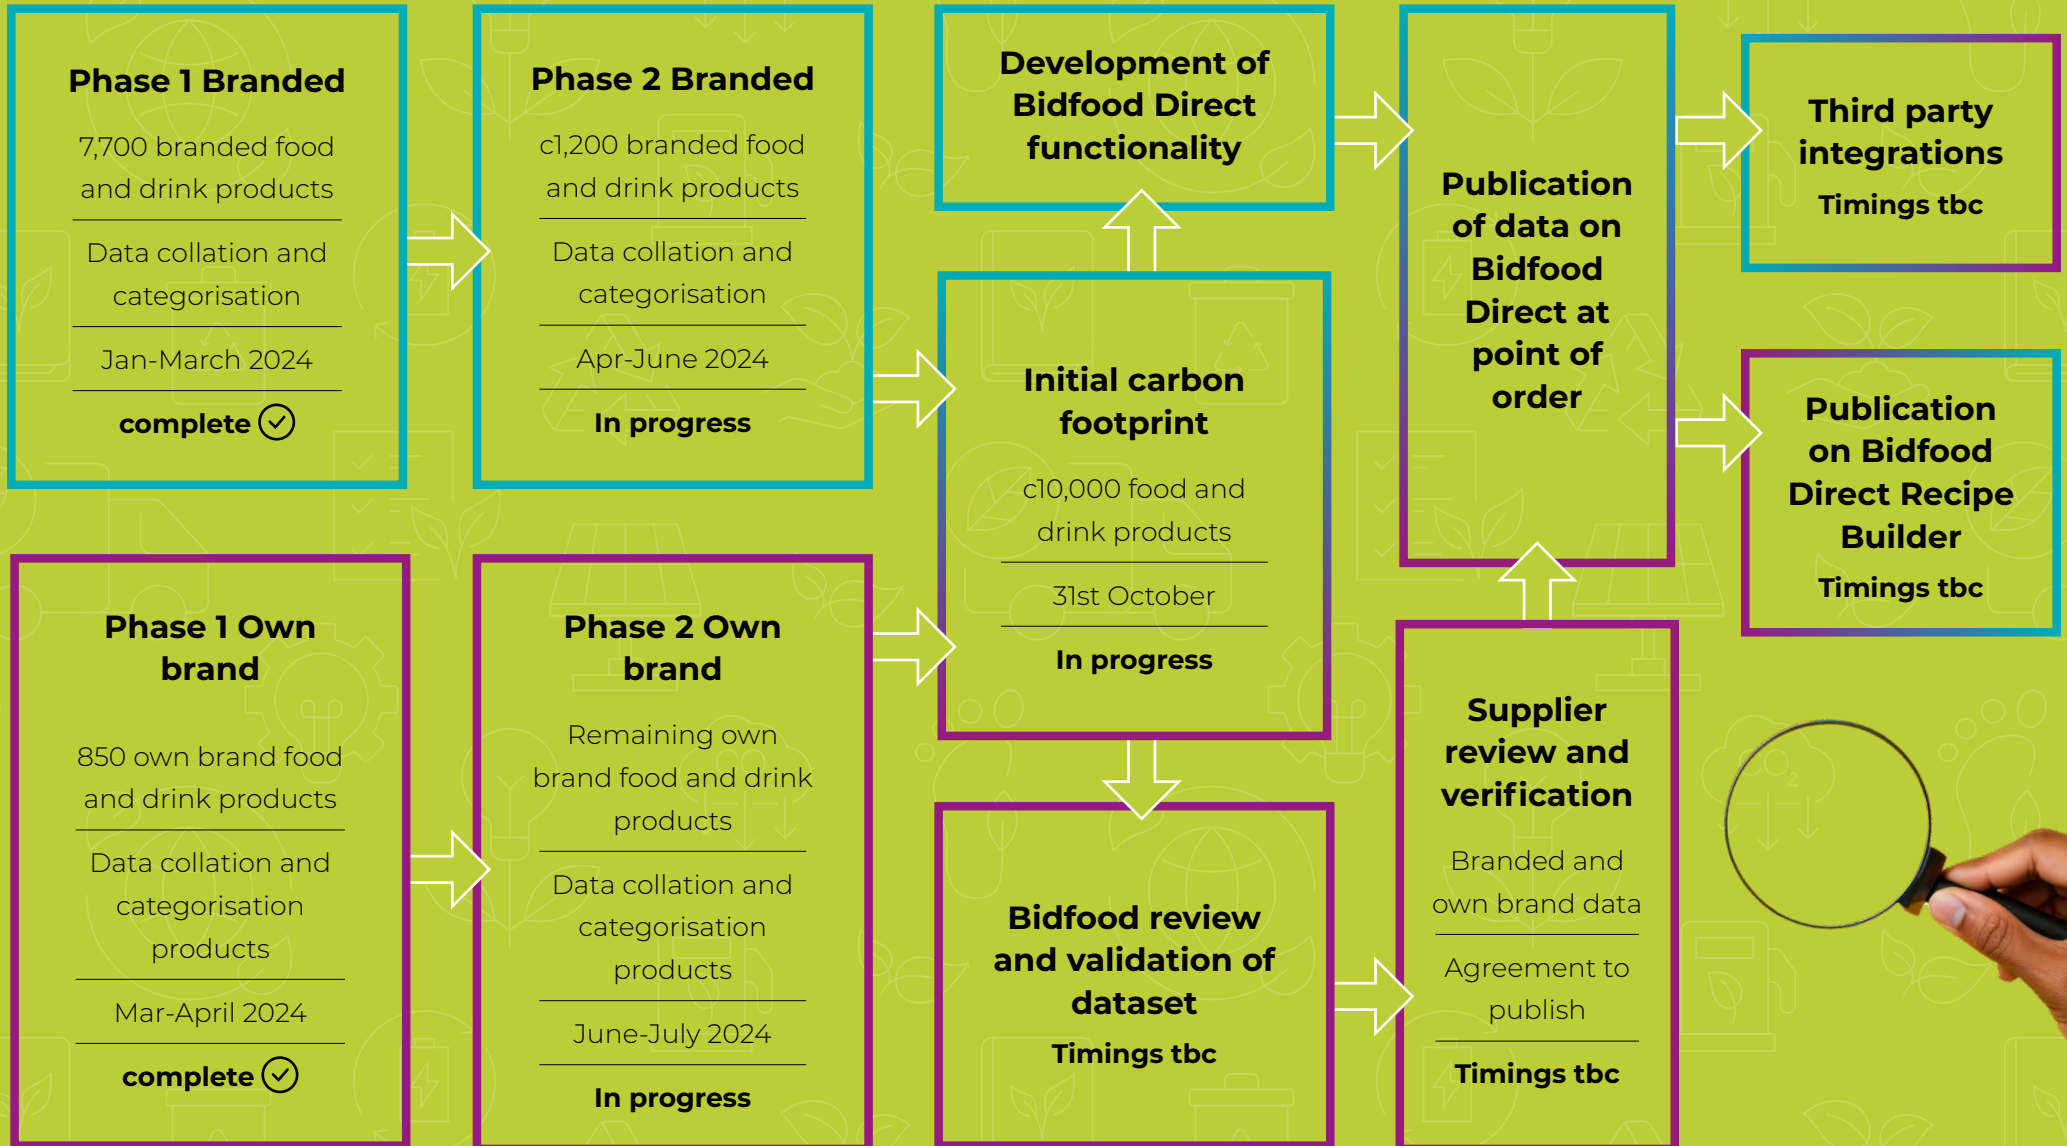 Phase 1 Branded
7,700 branded food
and drink products
Data collation and
categorisation
Jan-March 2024
complete
Phase 2 Branded
c1,200 branded food
and drink products
Data collation and
categorisation
Apr-June 2024
In progress
Phase 1 Own
brand
850 own brand food
and drink products
Data collation and
categorisation
products
Mar-April 2024
complete
Phase 2 Own
brand
Remaining own
brand food and drink
products
Data collation and
categorisation
products
June-July 2024
In progress
Development of
Bidfood Direct
functionality
Initial carbon
footprint
c10,000 food and
drink products
31st October
In progress
Bidfood review
and validation of
dataset
Timings tbc
Publication
of data on
Bidfood
Direct at
point of
order
Supplier
review and
verification
Branded and
own brand data
Agreement to
publish
Timings tbc
Third party
integrations
Timings tbc
Publication
on Bidfood
Direct Recipe
Builder
Timings tbc
CO2